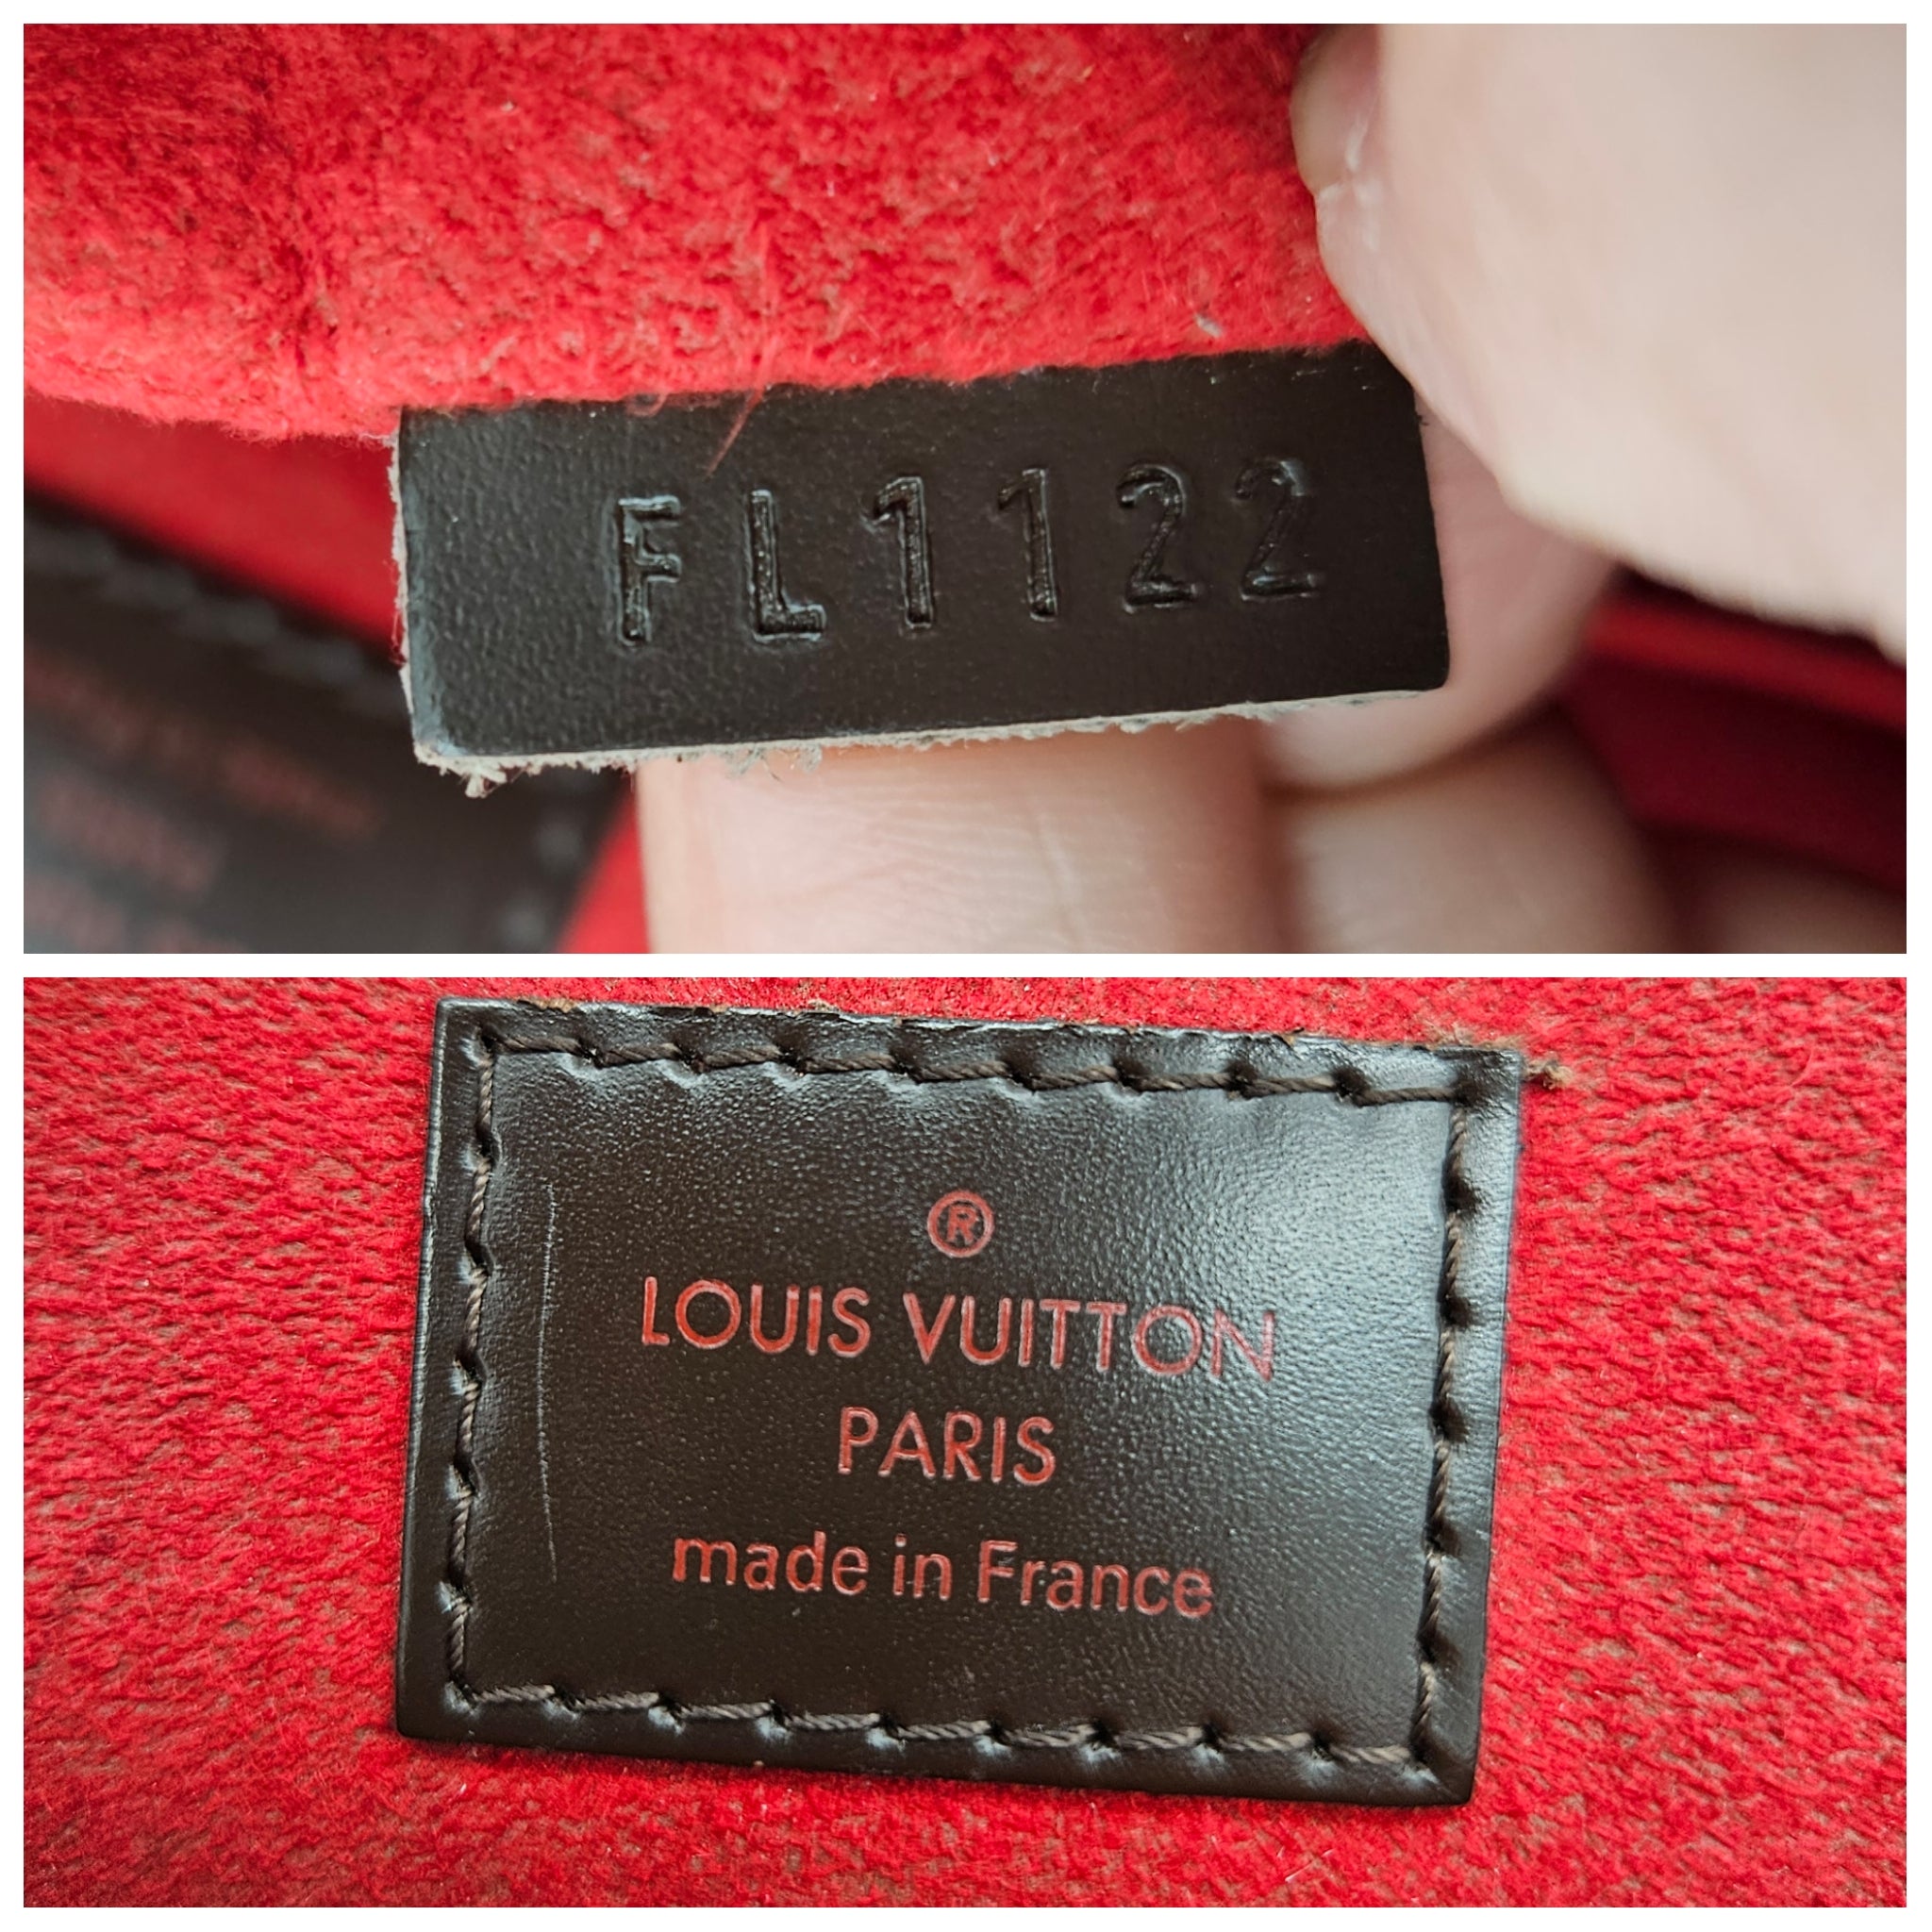 FL1122
®
LOUIS VUITTON
PARIS
made in France